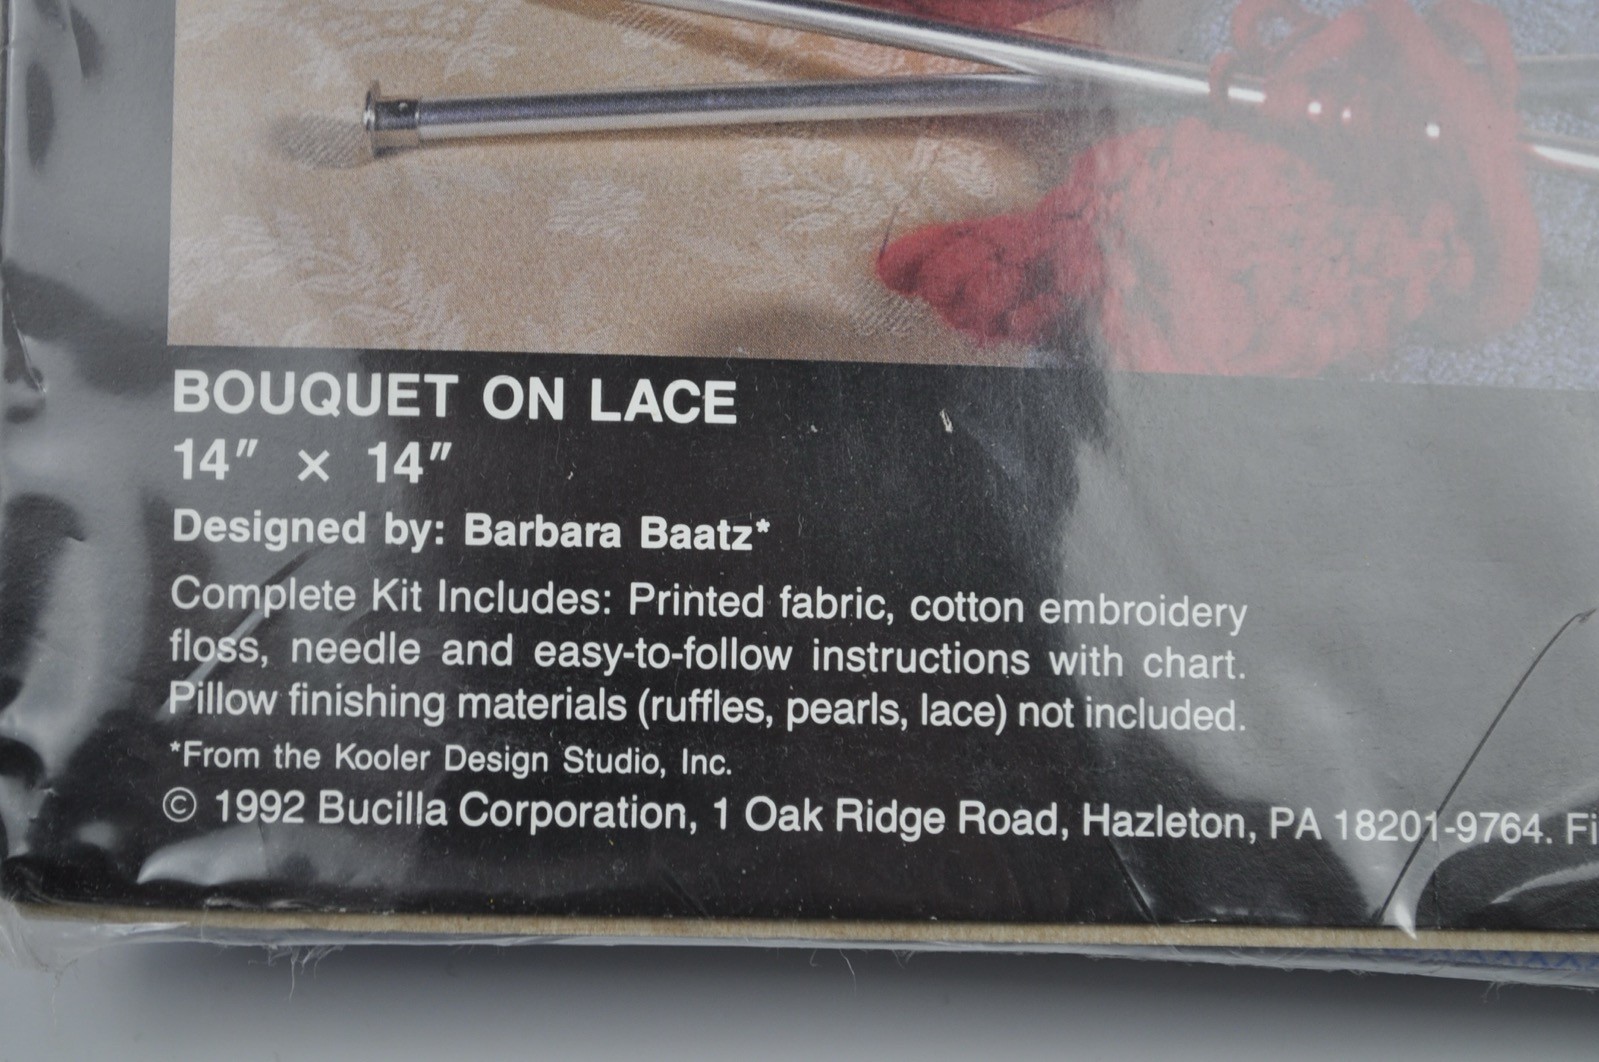 BOUQUET ON LACE
14" × 14"
Designed by: Barbara Baatz*
Complete Kit Includes: Printed fabric, cotton embroidery
floss, needle and easy-to-follow instructions with chart.
Pillow finishing materials (ruffles, pearls, lace) not included.
*From the Kooler Design Studio, Inc.
© 1992 Bucilla Corporation, 1 Oak Ridge Road, Hazleton, PA 18201-9764. Fi